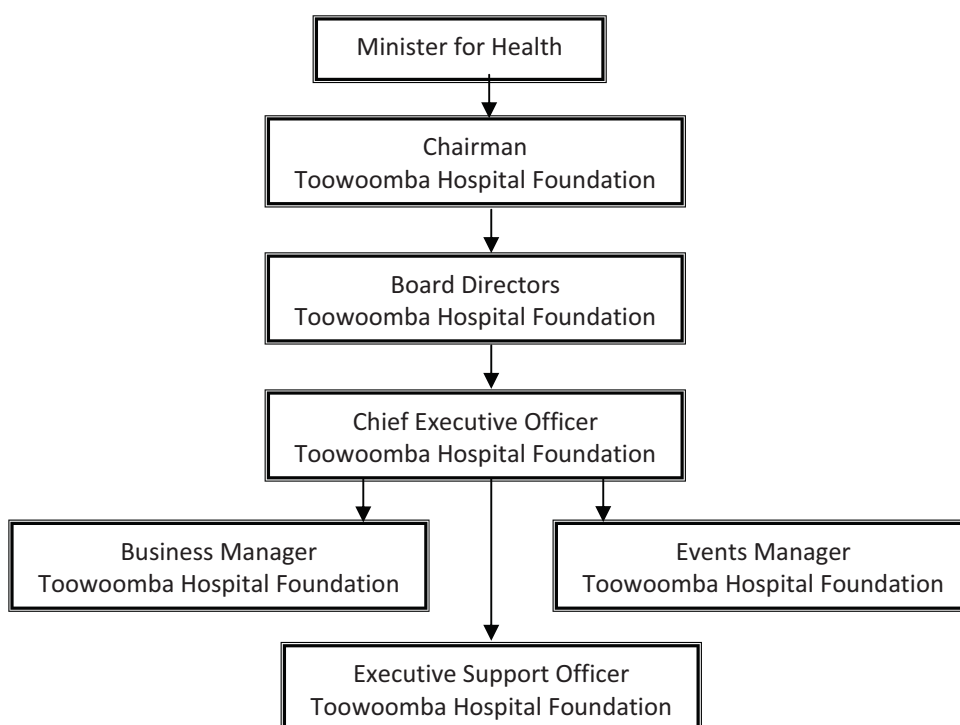 Minister for Health
Chairman
Toowoomba Hospital Foundation
Board Directors
Toowoomba Hospital Foundation
Chief Executive Officer
Toowoomba Hospital Foundation
Business Manager
Toowoomba Hospital Foundation
Events Manager
Toowoomba Hospital Foundation
Executive Support Officer
Toowoomba Hospital Foundation